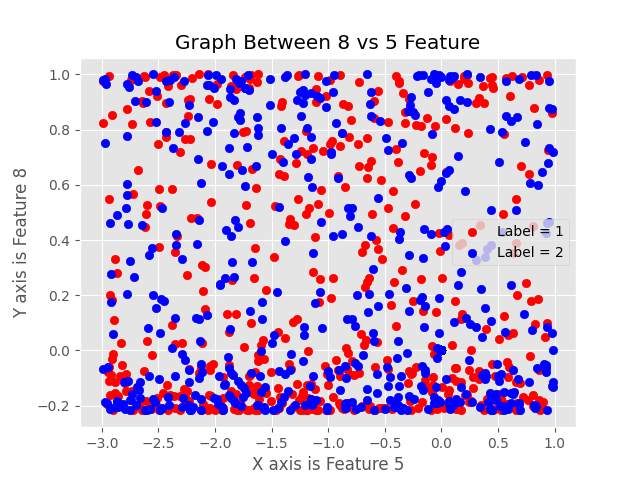 Graph Between 8 vs 5 Feature
1.0
0.8
0.6
0.4
0.2
0.0
−0.2
Y axis is Feature 8
Label = 1
Label = 2
−3.0 −2.5 −2.0 −1.5 −1.0 −0.5 0.0 0.5 1.0
X axis is Feature 5